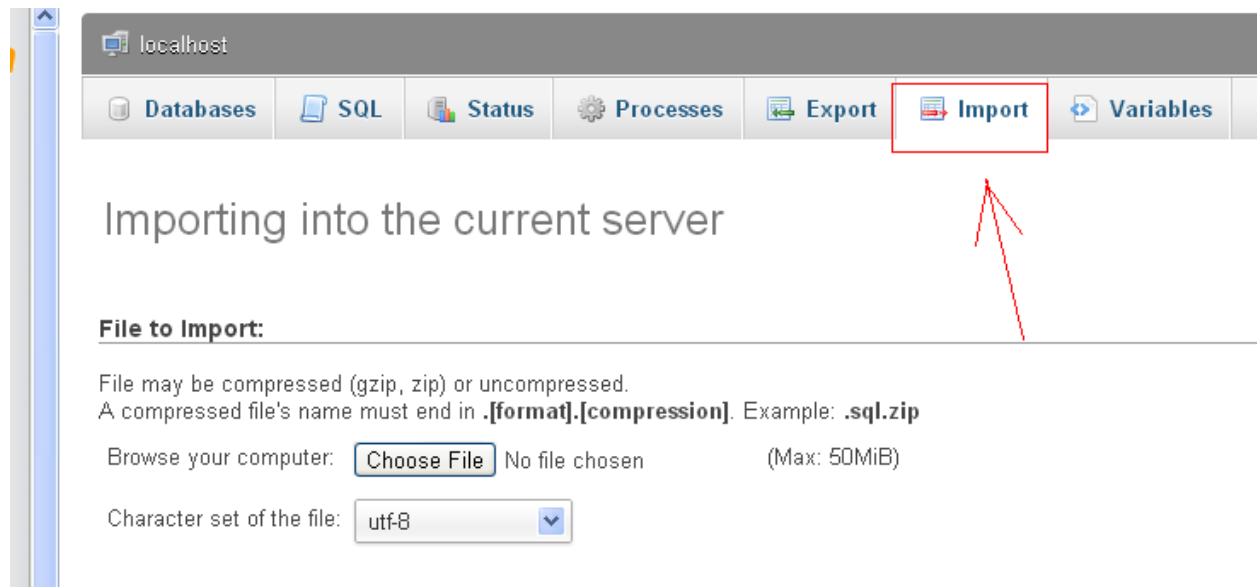 localhost
Databases SQL Status Processes Export Import Variables
Importing into the current server
File to Import:
File may be compressed (gzip, zip) or uncompressed.
A compressed file's name must end in .[format].[compression]. Example: .sql.zip
Browse your computer: Choose File No file chosen (Max: 50MiB)
Character set of the file: utf-8